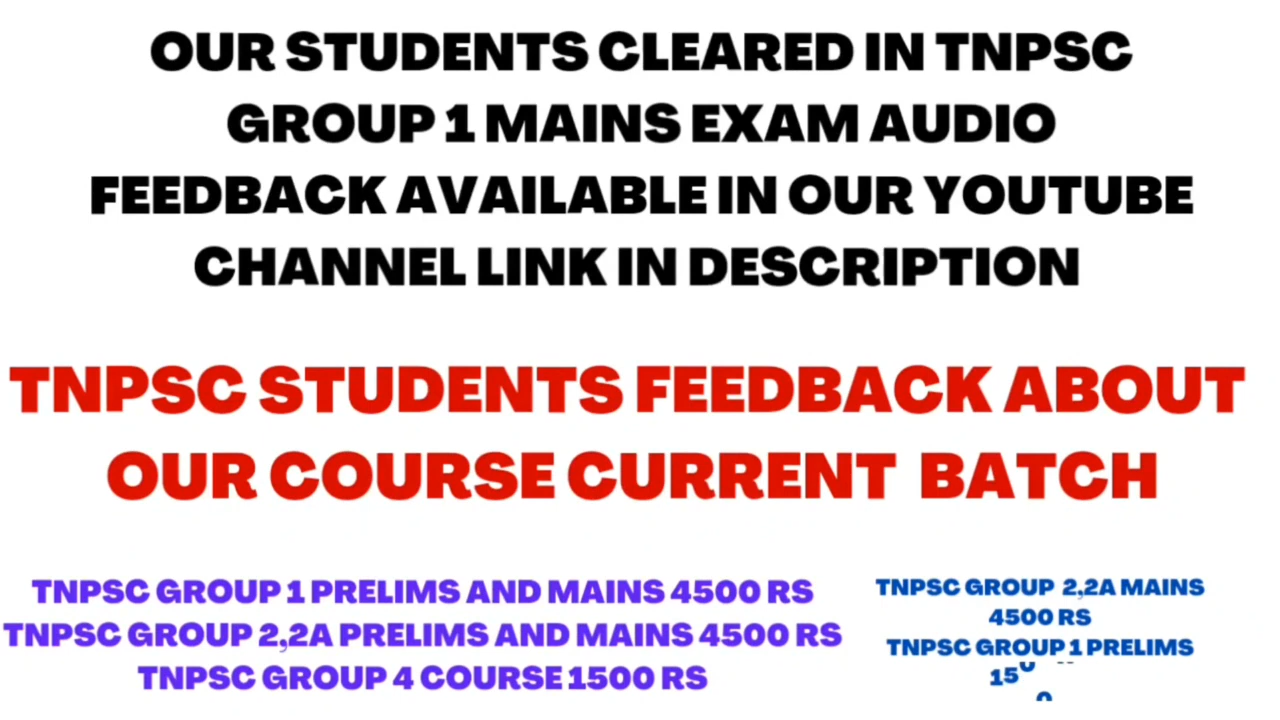 OUR STUDENTS CLEARED IN TNPSC
GROUP 1 MAINS EXAM AUDIO
FEEDBACK AVAILABLE IN OUR YOUTUBE
CHANNEL LINK IN DESCRIPTION
TNPSC STUDENTS FEEDBACK ABOUT
OUR COURSE CURRENT BATCH
TNPSC GROUP 1 PRELIMS AND MAINS 4500 RS
TNPSC GROUP 2,2A PRELIMS AND MAINS 4500 RS
TNPSC GROUP 4 COURSE 1500 RS
TNPSC GROUP 2,2A MAINS
4500 RS
TNPSC GROUP 1 PRELIMS